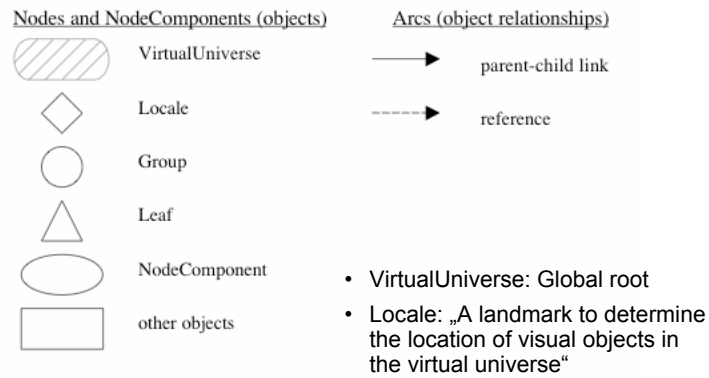 Nodes and NodeComponents (objects)
Arcs (object relationships)
VirtualUniverse
parent-child link
Locale
reference
Group
Leaf
NodeComponent
other objects
• VirtualUniverse: Global root
• Locale: „A landmark to determine
the location of visual objects in
the virtual universe“